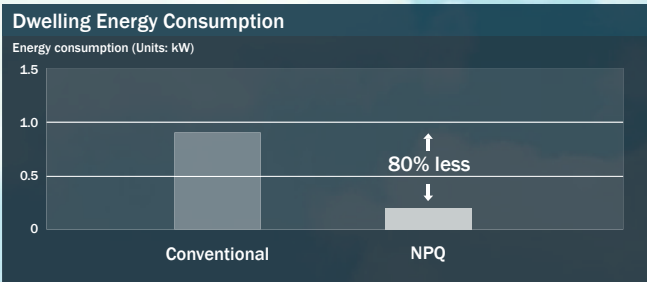 Dwelling Energy Consumption
Energy consumption (Units: kW)
1.5
1.0
80% less
0.5
0
Conventional
NPQ